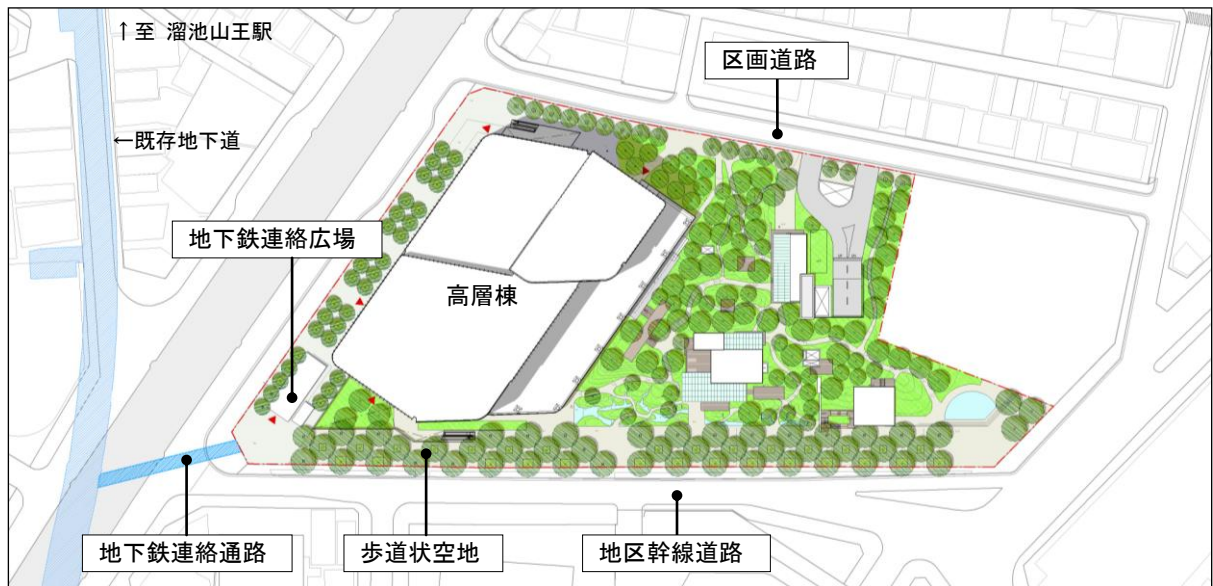 ↑至 溜池山王駅
区画道路
←既存地下道
地下鉄連絡広場
高層棟
地下鉄連絡通路
歩道状空地
地区幹線道路